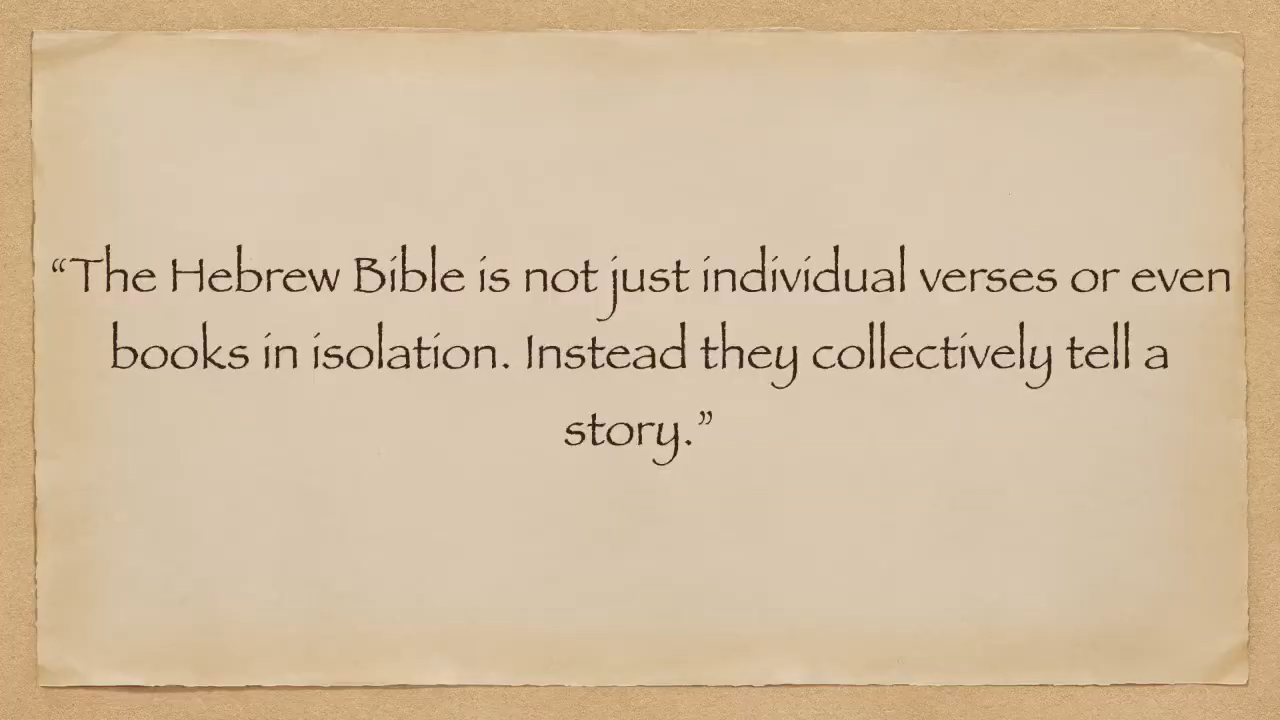 “The Hebrew Bible is not just individual verses or even
books in isolation. Instead they collectively tell a
story.”